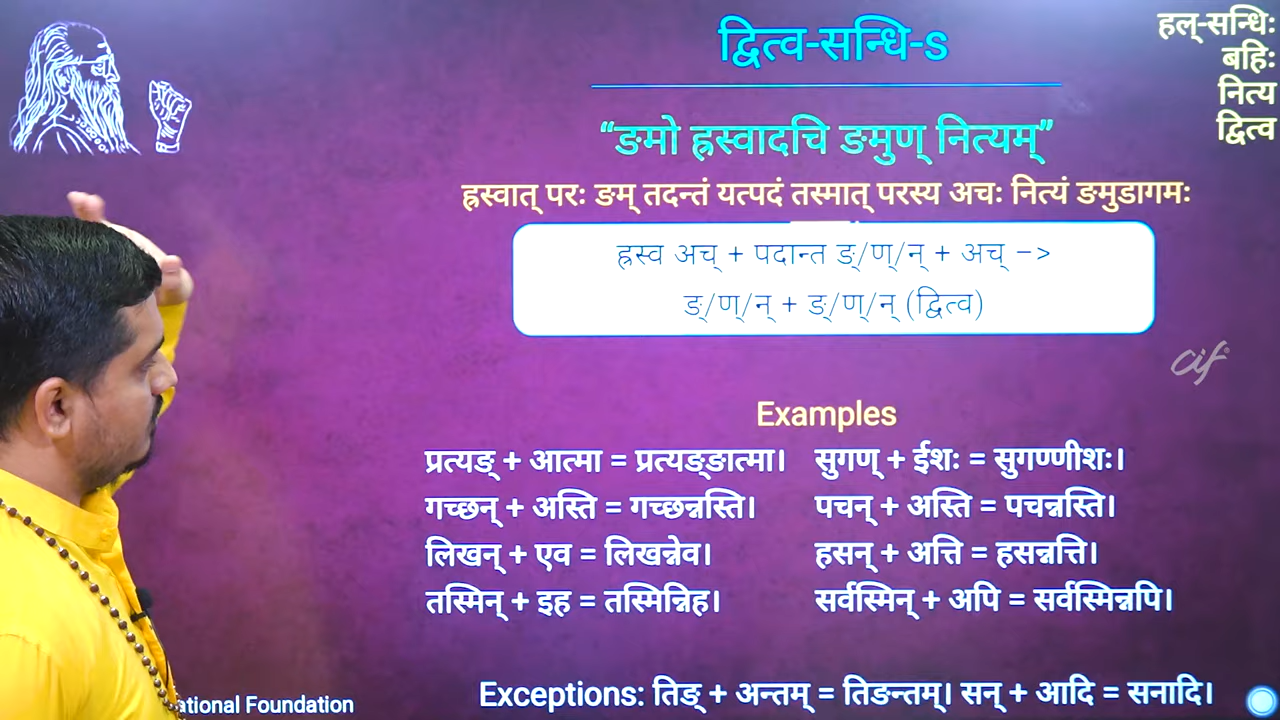 द्वित्व-सन्धि-s
हल्-सन्धिः
बहिः
नित्य
द्वित्व
“ङमो ह्रस्वादचि ङमुण् नित्यम्”
ह्रस्वात् परः ङम् तदन्तं यत्पदं तस्मात् परस्य अचः नित्यं ङमुडागमः
ह्रस्व अच् + पदान्त ङ्/ण्/न् + अच् –>
ङ्/ण्/न् + ङ्/ण्/न् (द्वित्व)
cif
Examples
प्रत्यङ् + आत्मा = प्रत्यङ्ङात्मा। सुगण् + ईशः = सुगण्णीशः।
गच्छन् + अस्ति = गच्छन्नस्ति। पचन् + अस्ति = पचन्नस्ति।
लिखन् + एव = लिखन्नेव। हसन् + अत्ति = हसन्नत्ति।
तस्मिन् + इह = तस्मिन्निह। सर्वस्मिन् + अपि = सर्वस्मिन्नपि।
Exceptions: तिङ् + अन्तम् = तिङन्तम्। सन् + आदि = सनादि।
ational Foundation